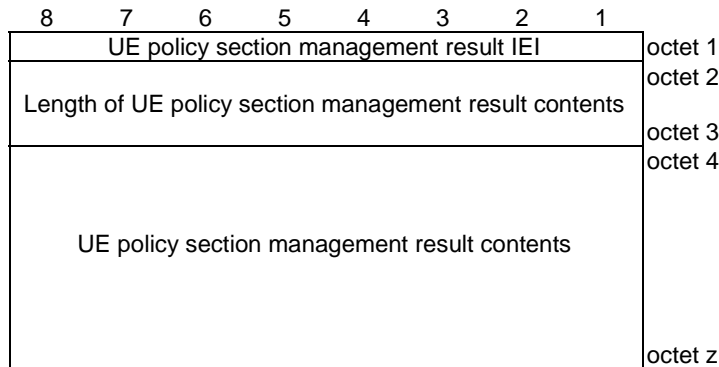 8 7 6 5 4 3 2 1
UE policy section management result IEI octet 1
octet 2
Length of UE policy section management result contents
octet 3
octet 4
UE policy section management result contents
octet z